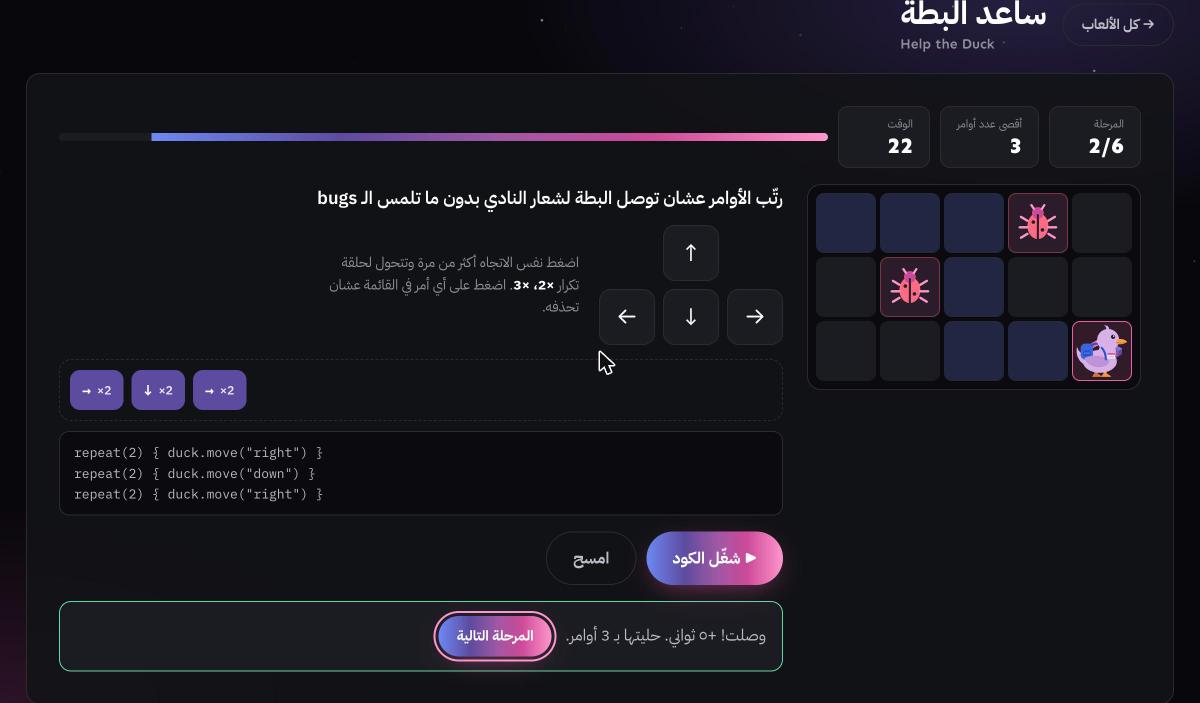 → كل الألعاب
ساعد البطة
Help the Duck
المرحلة
2/6
أقصى عدد أوامر
3
الوقت
22
رتّب الأوامر عشان توصل البطة لشعار النادي بدون ما تلمس الـ bugs
↑
← ↓ →
اضغط نفس الاتجاه أكثر من مرة وتتحول لحلقة
تكرار ×2، ×3. اضغط على أي أمر في القائمة عشان
تحذفه.
→ ×2
↓ ×2
→ ×2
repeat(2) { duck.move("right") }
repeat(2) { duck.move("down") }
repeat(2) { duck.move("right") }
▶ شغّل الكود
امسح
وصلت! +٥ ثواني. حليتها بـ 3 أوامر.
المرحلة التالية